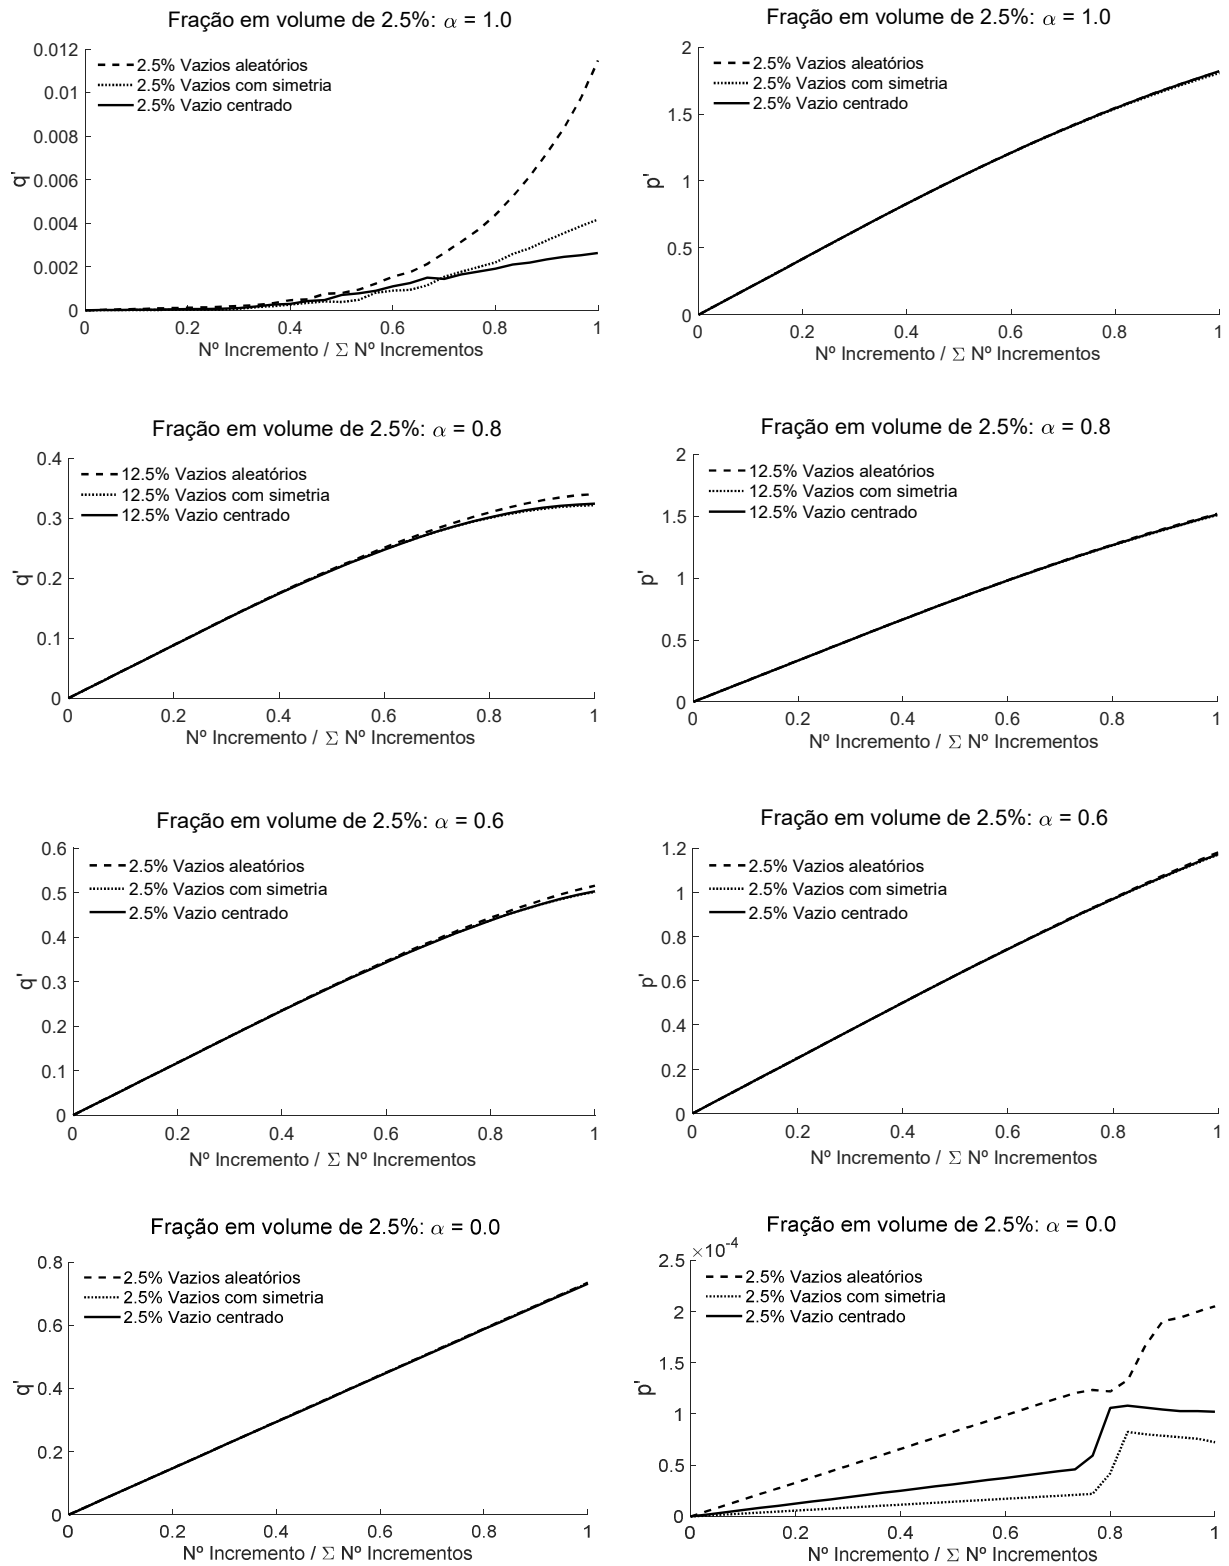 Fração em volume de 2.5%: α = 1.0
0.012
0.01
0.008
0.006
0.004
0.002
0
q'
2.5% Vazios aleatórios
2.5% Vazios com simetria
2.5% Vazio centrado
0 0.2 0.4 0.6 0.8 1
Nº Incremento / Σ Nº Incrementos
Fração em volume de 2.5%: α = 1.0
2
1.5
1
0.5
0
p'
2.5% Vazios aleatórios
2.5% Vazios com simetria
2.5% Vazio centrado
0 0.2 0.4 0.6 0.8 1
Nº Incremento / Σ Nº Incrementos
Fração em volume de 2.5%: α = 0.8
0.4
0.3
0.2
0.1
0
q'
12.5% Vazios aleatórios
12.5% Vazios com simetria
12.5% Vazio centrado
0 0.2 0.4 0.6 0.8 1
Nº Incremento / Σ Nº Incrementos
Fração em volume de 2.5%: α = 0.8
2
1.5
1
0.5
0
p'
12.5% Vazios aleatórios
12.5% Vazios com simetria
12.5% Vazio centrado
0 0.2 0.4 0.6 0.8 1
Nº Incremento / Σ Nº Incrementos
Fração em volume de 2.5%: α = 0.6
0.6
0.5
0.4
0.3
0.2
0.1
0
q'
2.5% Vazios aleatórios
2.5% Vazios com simetria
2.5% Vazio centrado
0 0.2 0.4 0.6 0.8 1
Nº Incremento / Σ Nº Incrementos
Fração em volume de 2.5%: α = 0.6
1.2
1
0.8
0.6
0.4
0.2
0
p'
2.5% Vazios aleatórios
2.5% Vazios com simetria
2.5% Vazio centrado
0 0.2 0.4 0.6 0.8 1
Nº Incremento / Σ Nº Incrementos
Fração em volume de 2.5%: α = 0.0
0.8
0.6
0.4
0.2
0
q'
2.5% Vazios aleatórios
2.5% Vazios com simetria
2.5% Vazio centrado
0 0.2 0.4 0.6 0.8 1
Nº Incremento / Σ Nº Incrementos
Fração em volume de 2.5%: α = 0.0
×10⁻⁴
2.5
2
1.5
1
0.5
0
p'
2.5% Vazios aleatórios
2.5% Vazios com simetria
2.5% Vazio centrado
0 0.2 0.4 0.6 0.8 1
Nº Incremento / Σ Nº Incrementos